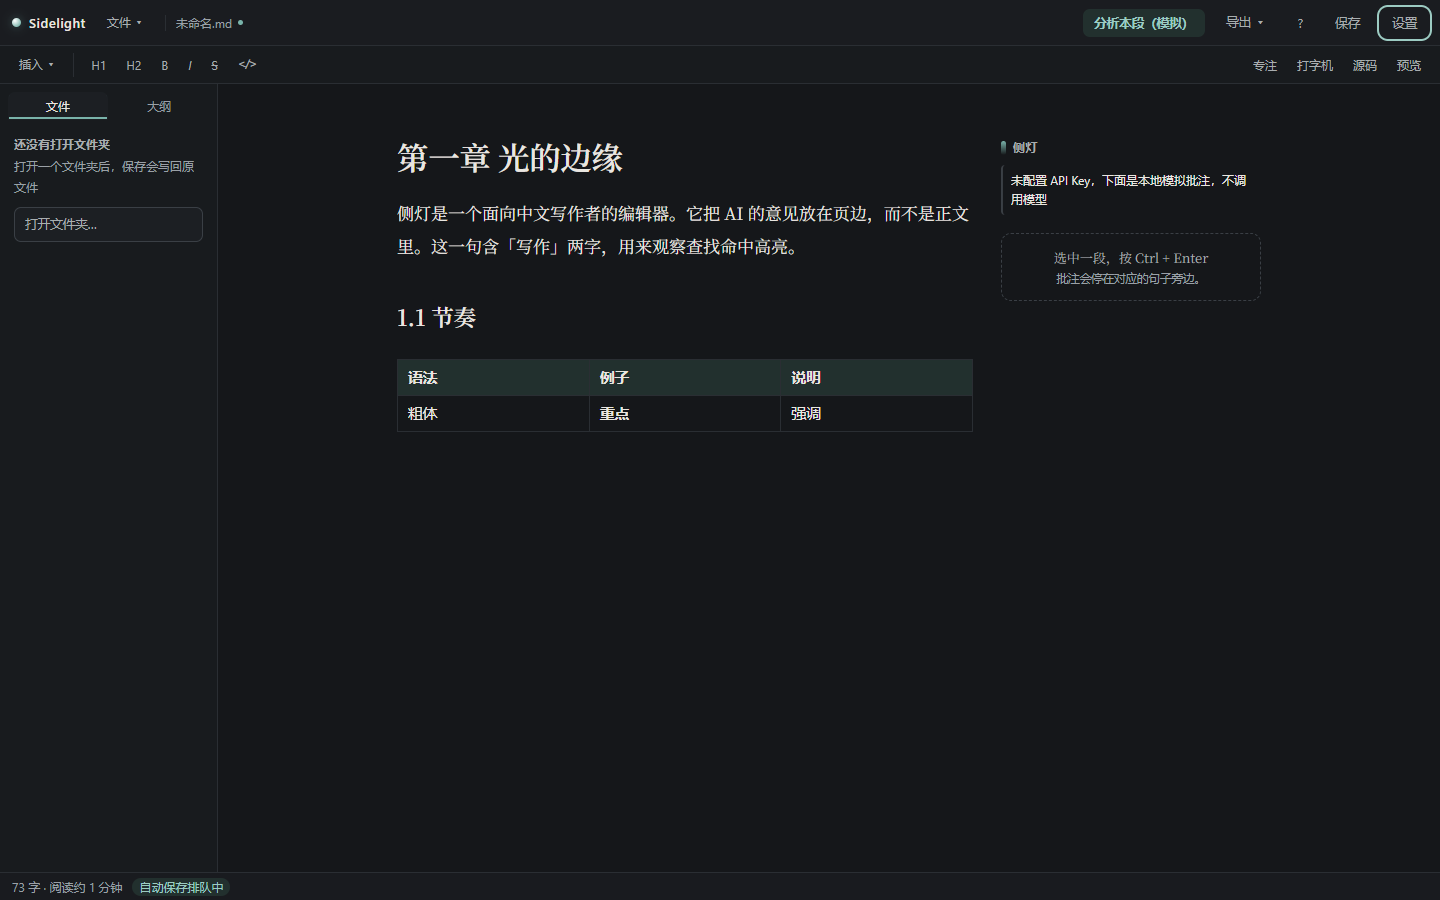 Sidelight 文件 未命名.md 分析本段（模拟） 导出 ? 保存 设置
插入 H1 H2 B I S </> 专注 打字机 源码 预览
文件 大纲
还没有打开文件夹
打开一个文件夹后，保存会写回原
文件
打开文件夹...
第一章 光的边缘
侧灯是一个面向中文写作者的编辑器。它把 AI 的意见放在页边，而不是正文
里。这一句含「写作」两字，用来观察查找命中高亮。
1.1 节奏
语法 例子 说明
粗体 重点 强调
侧灯
未配置 API Key，下面是本地模拟批注，不调
用模型
选中一段，按 Ctrl + Enter
批注会停在对应的句子旁边。
73 字 · 阅读约 1 分钟 自动保存排队中